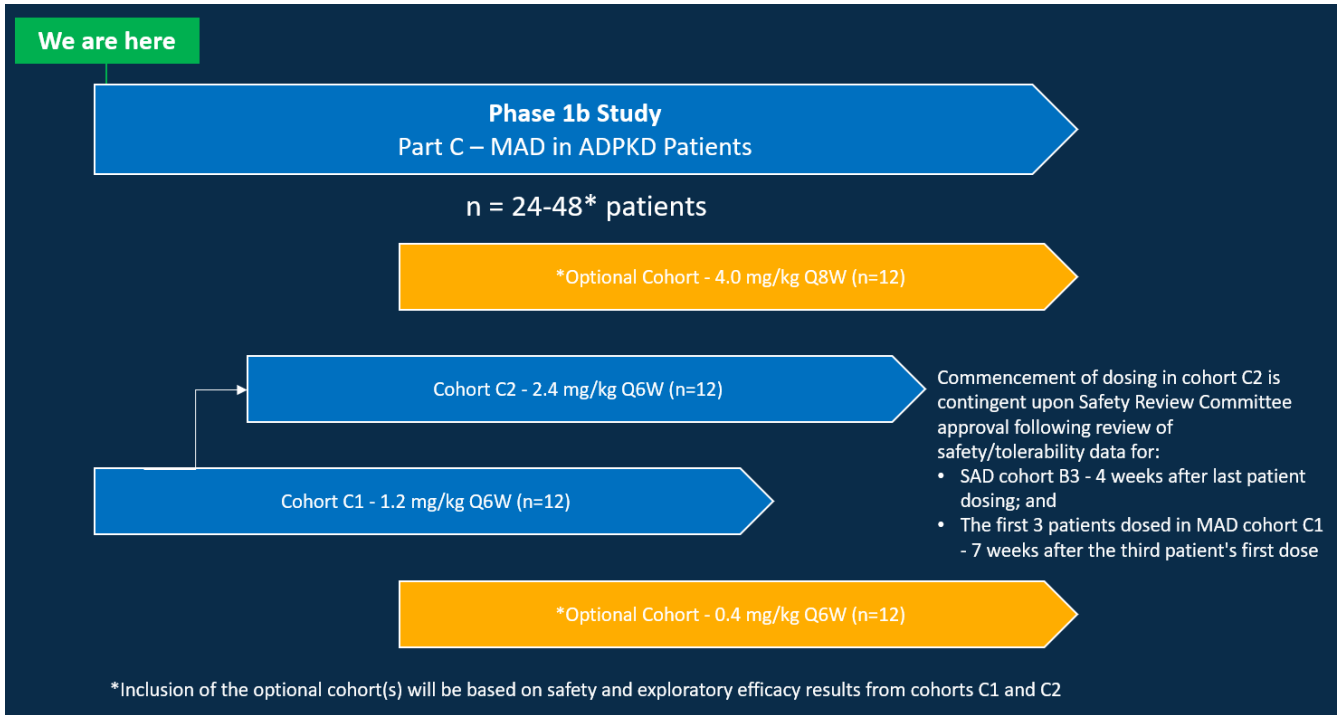 We are here
Phase 1b Study
Part C – MAD in ADPKD Patients
n = 24-48* patients
*Optional Cohort - 4.0 mg/kg Q8W (n=12)
Cohort C2 - 2.4 mg/kg Q6W (n=12)
Commencement of dosing in cohort C2 is
contingent upon Safety Review Committee
approval following review of
safety/tolerability data for:
• SAD cohort B3 - 4 weeks after last patient
dosing; and
• The first 3 patients dosed in MAD cohort C1
- 7 weeks after the third patient's first dose
Cohort C1 - 1.2 mg/kg Q6W (n=12)
*Optional Cohort - 0.4 mg/kg Q6W (n=12)
*Inclusion of the optional cohort(s) will be based on safety and exploratory efficacy results from cohorts C1 and C2